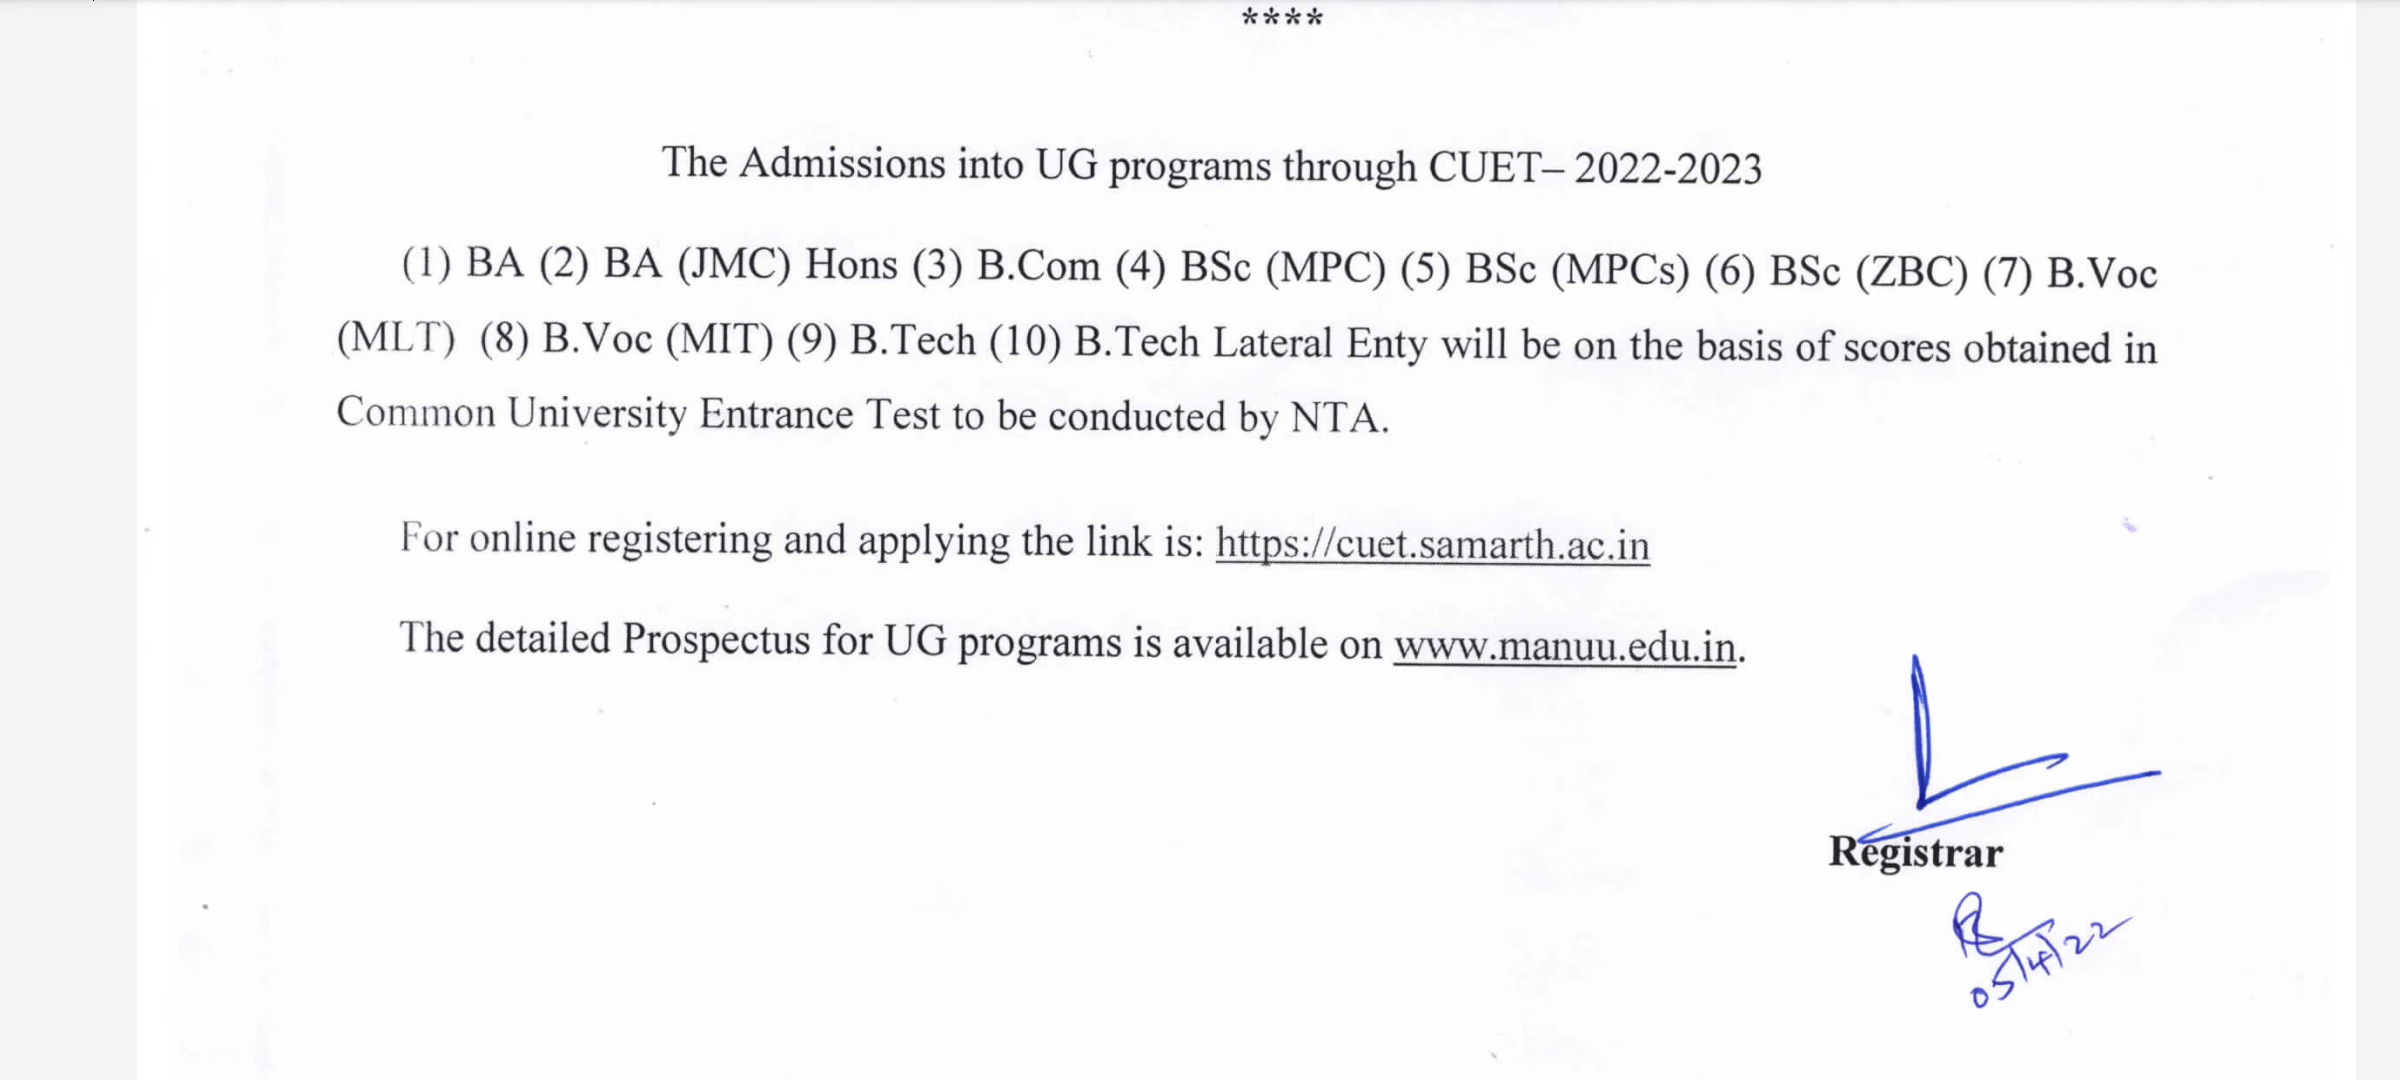 ****
The Admissions into UG programs through CUET– 2022-2023
(1) BA (2) BA (JMC) Hons (3) B.Com (4) BSc (MPC) (5) BSc (MPCs) (6) BSc (ZBC) (7) B.Voc
(MLT) (8) B.Voc (MIT) (9) B.Tech (10) B.Tech Lateral Enty will be on the basis of scores obtained in
Common University Entrance Test to be conducted by NTA.
For online registering and applying the link is: https://cuet.samarth.ac.in
The detailed Prospectus for UG programs is available on www.manuu.edu.in.
Registrar
05/4/22